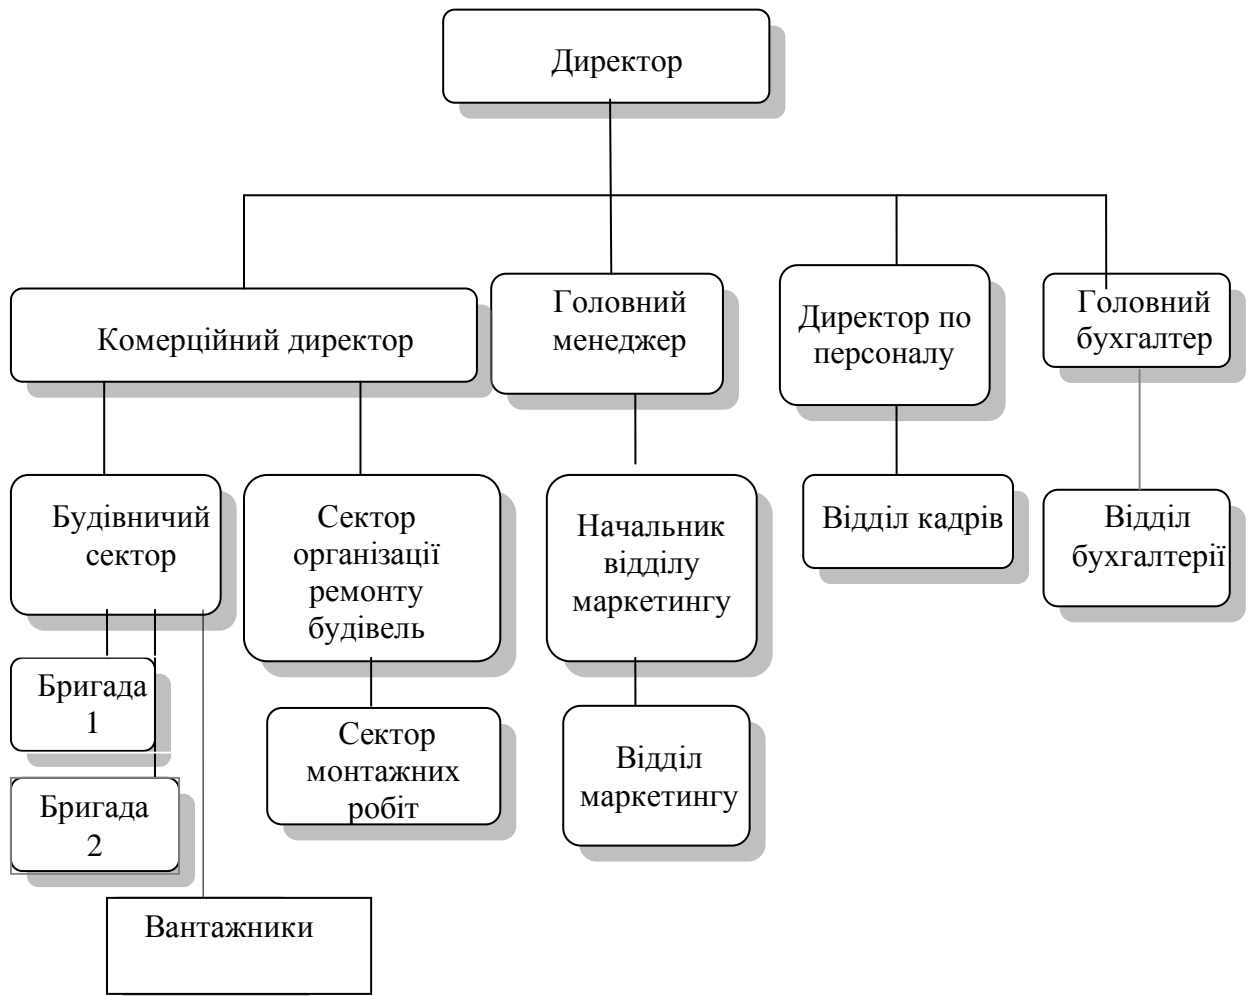 Директор
Комерційний директор
Головний
менеджер
Директор по
персоналу
Головний
бухгалтер
Будівничий
сектор
Сектор
організації
ремонту
будівель
Начальник
відділу
маркетингу
Відділ кадрів
Відділ
бухгалтерії
Бригада
1
Сектор
монтажних
робіт
Відділ
маркетингу
Бригада
2
Вантажники